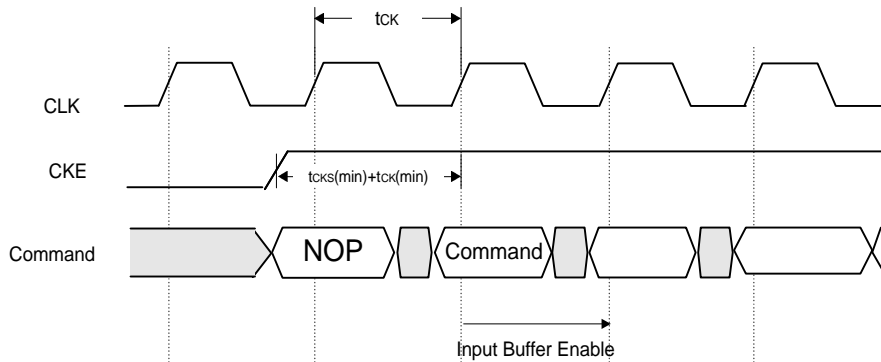 tCK
CLK
CKE
tCKS(min)+tCK(min)
Command
NOP
Command
Input Buffer Enable